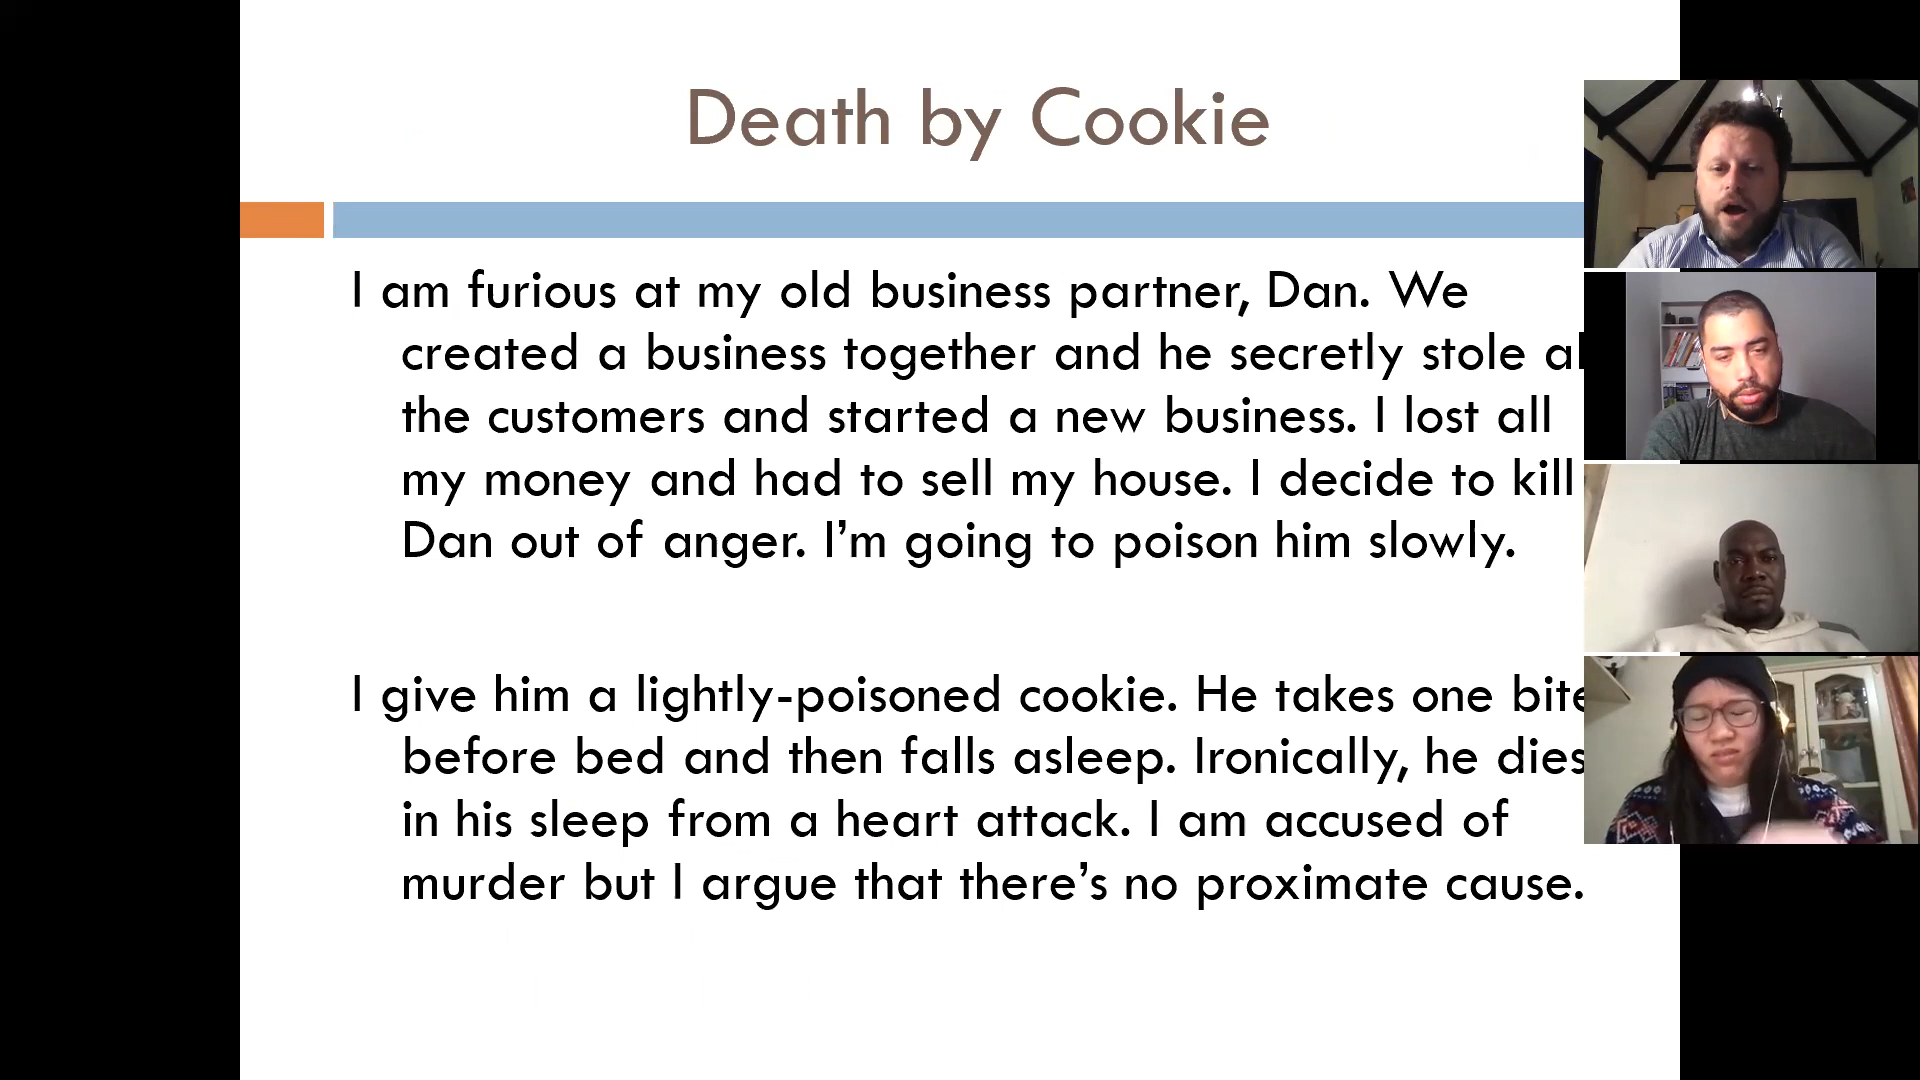 Death by Cookie
I am furious at my old business partner, Dan. We
created a business together and he secretly stole al
the customers and started a new business. I lost all
my money and had to sell my house. I decide to kill
Dan out of anger. I’m going to poison him slowly.
I give him a lightly-poisoned cookie. He takes one bite
before bed and then falls asleep. Ironically, he dies
in his sleep from a heart attack. I am accused of
murder but I argue that there’s no proximate cause.